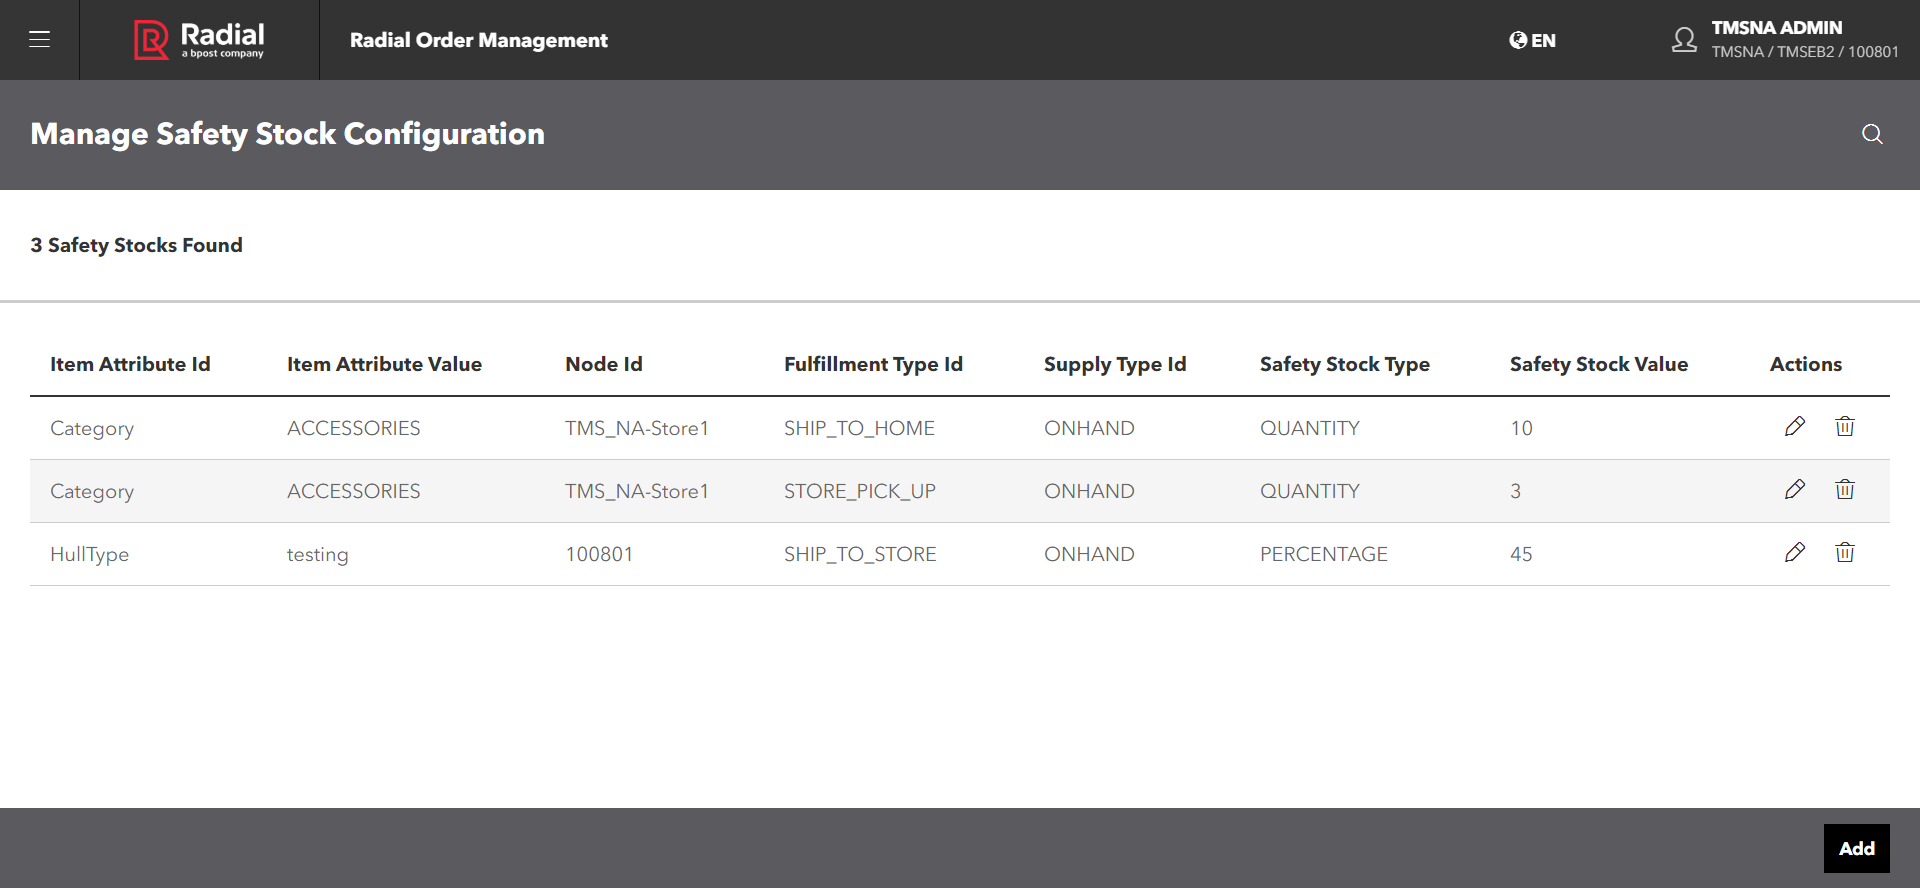 Radial
a bpost company
Radial Order Management
EN
TMSNA ADMIN
TMSNA / TMSEB2 / 100801
Manage Safety Stock Configuration
3 Safety Stocks Found
Item Attribute Id Item Attribute Value Node Id Fulfillment Type Id Supply Type Id Safety Stock Type Safety Stock Value Actions
Category ACCESSORIES TMS_NA-Store1 SHIP_TO_HOME ONHAND QUANTITY 10
Category ACCESSORIES TMS_NA-Store1 STORE_PICK_UP ONHAND QUANTITY 3
HullType testing 100801 SHIP_TO_STORE ONHAND PERCENTAGE 45
Add